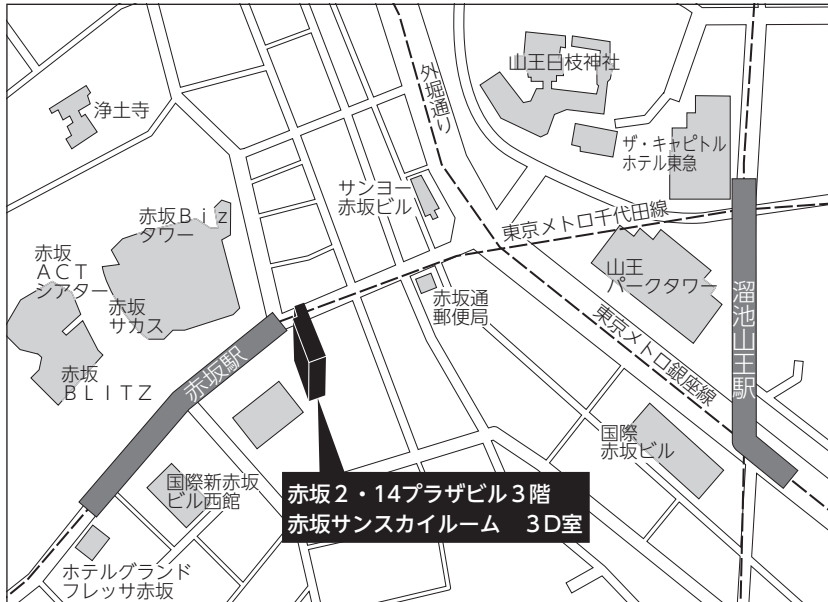 山王日枝神社
外堀通り
浄土寺
ザ・キャピトル
ホテル東急
サンヨー
赤坂ビル
赤坂Ｂｉｚ
タワー
東京メトロ千代田線
赤坂
ＡＣＴ
シアター
赤坂
サカス
赤坂通
郵便局
山王
パークタワー
溜池山王駅
東京メトロ銀座線
赤坂駅
赤坂
ＢＬＩＴＺ
国際
赤坂ビル
国際新赤坂
ビル西館
赤坂２・14プラザビル３階
赤坂サンスカイルーム　３Ｄ室
ホテルグランド
フレッサ赤坂